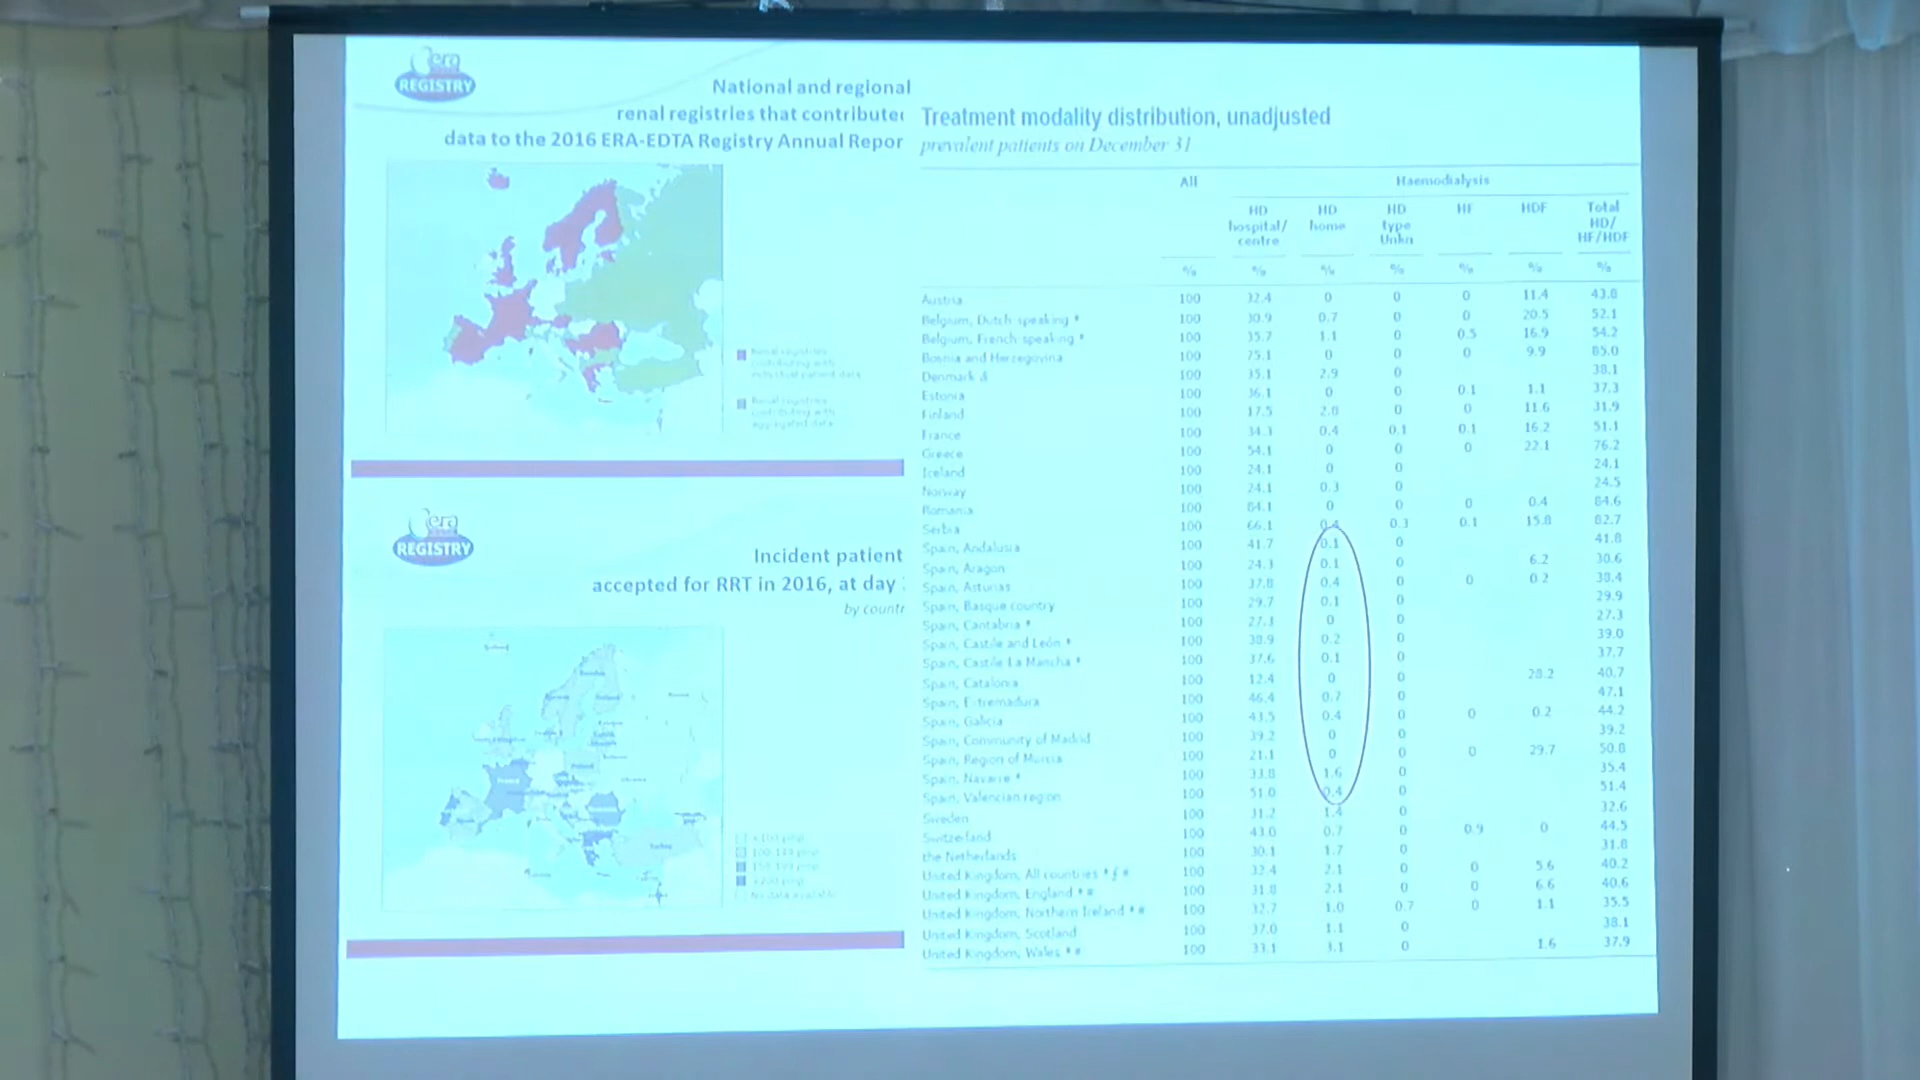 era
REGISTRY
National and regional
renal registries that contribute
data to the 2016 ERA-EDTA Registry Annual Repor
Renal registries
contributing with
individual patient data
Renal registries
contributing with
aggregated data
era
REGISTRY
Incident patient
accepted for RRT in 2016, at day
by countr
Treatment modality distribution, unadjusted
prevalent patients on December 31
All Haemodialysis
HD hospital/centre HD home HD type Unkn HF HDF Total HD/HF/HDF
% % % % % % %
Austria 100 32.4 0 0 0 11.4 43.8
Belgium, Dutch-speaking * 100 30.9 0.7 0 0 20.5 52.1
Belgium, French-speaking * 100 35.7 1.1 0 0.5 16.9 54.2
Bosnia and Herzegovina 100 75.1 0 0 0 9.9 85.0
Denmark 100 35.1 2.9 0 38.1
Estonia 100 36.1 0 0 0.1 1.1 37.3
Finland 100 17.5 2.8 0 0 11.6 31.9
France 100 34.3 0.4 0.1 0.1 16.2 51.1
Greece 100 54.1 0 0 0 22.1 76.2
Iceland 100 24.1 0 0 24.1
Norway 100 24.1 0.3 0 24.5
Romania 100 84.1 0 0 0 0.4 84.6
Serbia 100 66.1 0.4 0.3 0.1 15.8 82.7
Spain, Andalusia 100 41.7 0.1 0 41.8
Spain, Aragon 100 24.3 0.1 0 6.2 30.6
Spain, Asturias 100 37.8 0.4 0 0 0.2 38.4
Spain, Basque country 100 29.7 0.1 0 29.9
Spain, Cantabria * 100 27.3 0 0 27.3
Spain, Castile and León * 100 38.9 0.2 0 39.0
Spain, Castile La Mancha * 100 37.6 0.1 0 37.7
Spain, Catalonia 100 12.4 0 0 28.2 40.7
Spain, Extremadura 100 46.4 0.7 0 47.1
Spain, Galicia 100 43.5 0.4 0 0 0.2 44.2
Spain, Community of Madrid 100 39.2 0 0 39.2
Spain, Region of Murcia 100 21.1 0 0 0 29.7 50.8
Spain, Navarre * 100 33.8 1.6 0 35.4
Spain, Valencian region 100 51.0 0.4 0 51.4
Sweden 100 31.2 1.4 0 32.6
Switzerland 100 43.0 0.7 0 0.9 0 44.5
the Netherlands 100 30.1 1.7 0 31.8
United Kingdom, All countries 100 32.4 2.1 0 0 5.6 40.2
United Kingdom, England 100 31.8 2.1 0 0 6.6 40.6
United Kingdom, Northern Ireland 100 32.7 1.0 0.7 0 1.1 35.5
United Kingdom, Scotland 100 37.0 1.1 0 38.1
United Kingdom, Wales 100 33.1 3.1 0 1.6 37.9